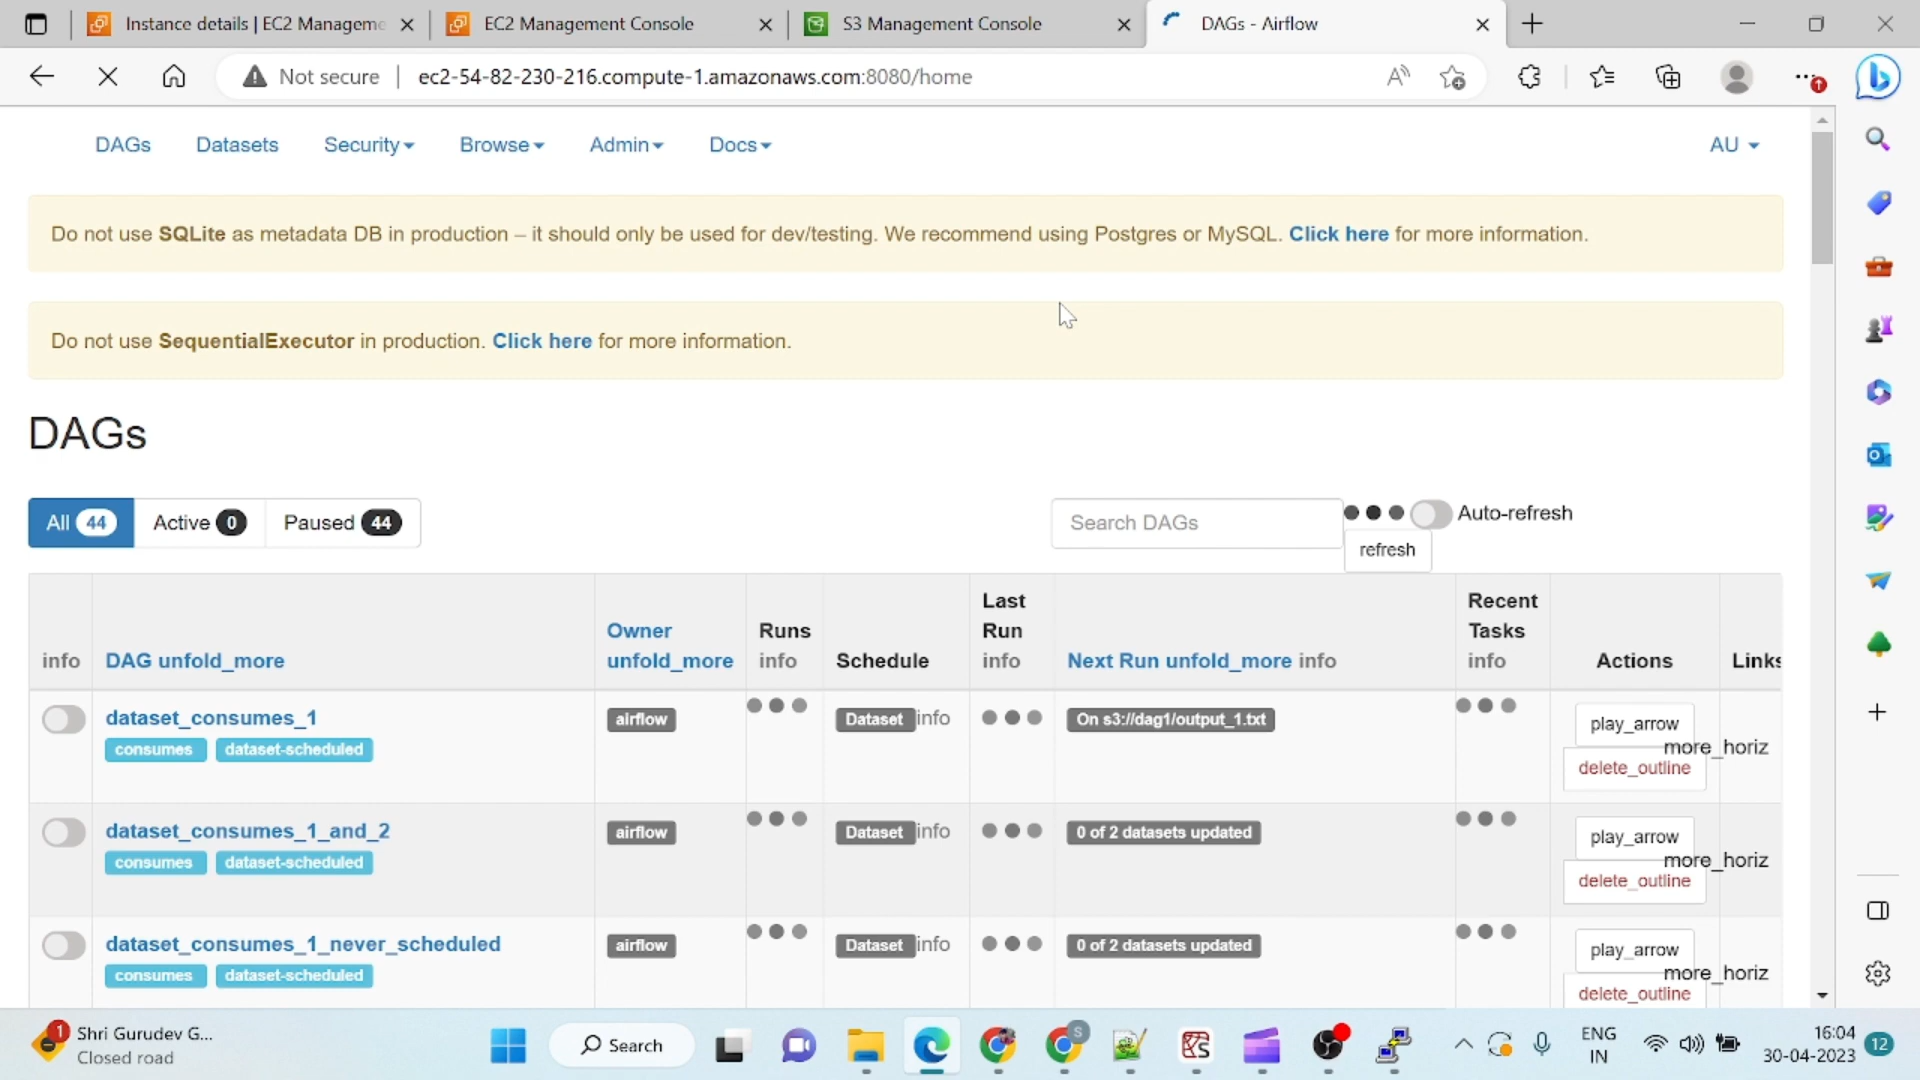 Instance details | EC2 Manageme
EC2 Management Console
S3 Management Console
DAGs - Airflow
Not secure
ec2-54-82-230-216.compute-1.amazonaws.com:8080/home
DAGs
Datasets
Security
Browse
Admin
Docs
AU
Do not use SQLite as metadata DB in production – it should only be used for dev/testing. We recommend using Postgres or MySQL. Click here for more information.
Do not use SequentialExecutor in production. Click here for more information.
DAGs
All 44
Active 0
Paused 44
Search DAGs
Auto-refresh
refresh
info
DAG unfold_more
Owner
unfold_more
Runs
info
Schedule
Last
Run
info
Next Run unfold_more info
Recent
Tasks
info
Actions
Links
dataset_consumes_1
consumes dataset-scheduled
airflow
Dataset info
On s3://dag1/output_1.txt
play_arrow
delete_outline
more_horiz
dataset_consumes_1_and_2
consumes dataset-scheduled
airflow
Dataset info
0 of 2 datasets updated
play_arrow
delete_outline
more_horiz
dataset_consumes_1_never_scheduled
consumes dataset-scheduled
airflow
Dataset info
0 of 2 datasets updated
play_arrow
delete_outline
more_horiz
1
Shri Gurudev G...
Closed road
Search
S
ENG
IN
16:04
30-04-2023
12